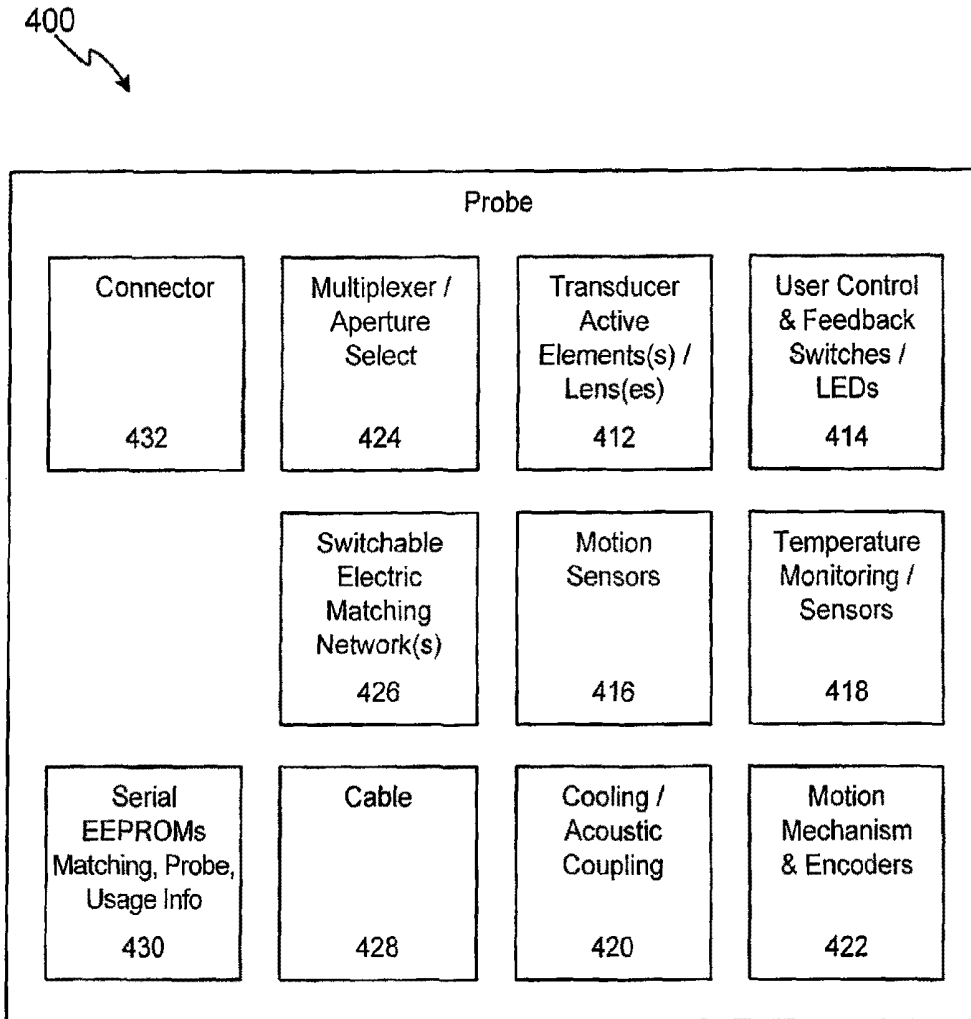 400
Probe
Connector
432
Multiplexer /
Aperture
Select
424
Transducer
Active
Elements(s) /
Lens(es)
412
User Control
& Feedback
Switches /
LEDs
414
Switchable
Electric
Matching
Network(s)
426
Motion
Sensors
416
Temperature
Monitoring /
Sensors
418
Serial
EEPROMs
Matching, Probe,
Usage Info
430
Cable
428
Cooling /
Acoustic
Coupling
420
Motion
Mechanism
& Encoders
422